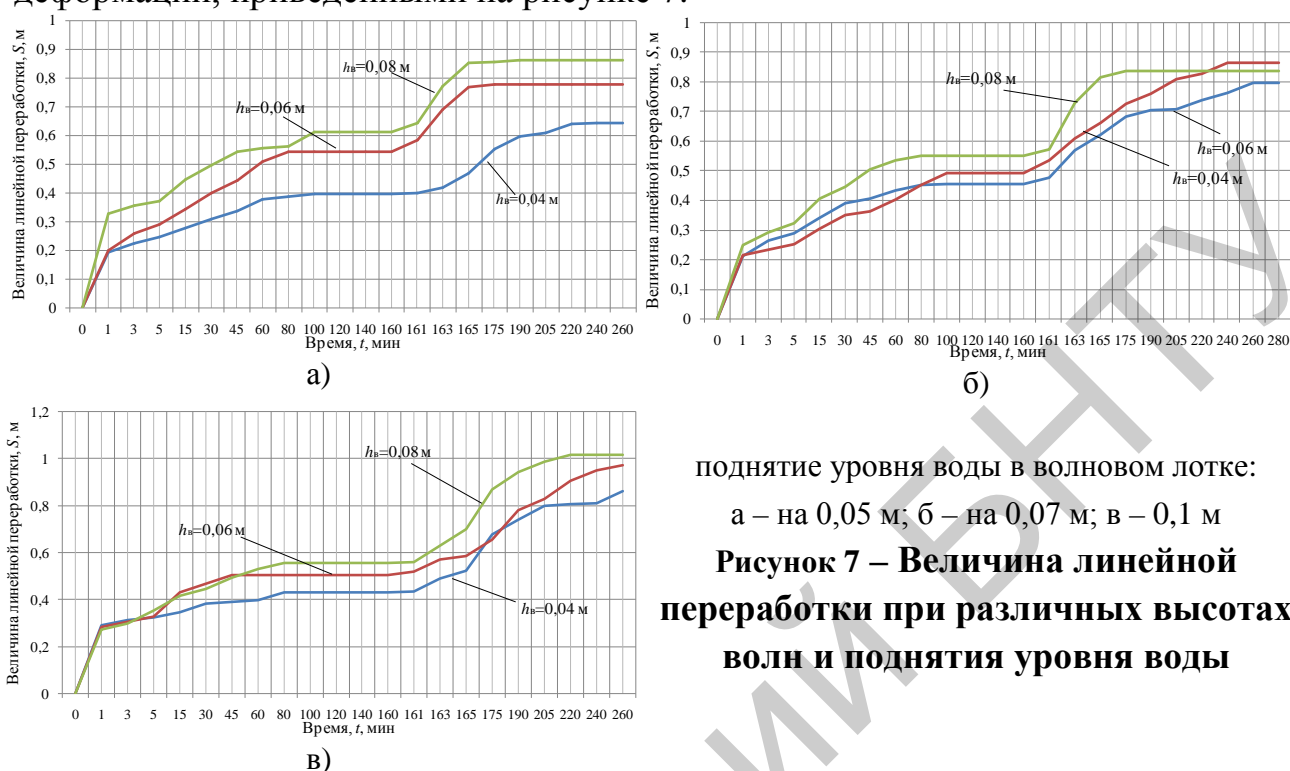 деформации, приведенными на рисунке 7.
Величина линейной переработки, S, м
1
0,9
0,8
0,7
0,6
0,5
0,4
0,3
0,2
0,1
0
hв=0,08 м
hв=0,06 м
hв=0,04 м
0 1 3 5 15 30 45 60 80 100 120 140 160 161 163 165 175 190 205 220 240 260
Время, t, мин
а)
Величина линейной переработки, S, м
1
0,9
0,8
0,7
0,6
0,5
0,4
0,3
0,2
0,1
0
hв=0,08 м
hв=0,06 м
hв=0,04 м
0 1 3 5 15 30 45 60 80 100 120 140 160 161 163 165 175 190 205 220 240 260 280
Время, t, мин
б)
Величина линейной переработки, S, м
1,2
1
0,8
0,6
0,4
0,2
0
hв=0,08 м
hв=0,06 м
hв=0,04 м
0 1 3 5 15 30 45 60 80 100 120 140 160 161 163 165 175 190 205 220 240 260
Время, t, мин
в)
поднятие уровня воды в волновом лотке:
а – на 0,05 м; б – на 0,07 м; в – 0,1 м
Рисунок 7 – Величина линейной
переработки при различных высотах
волн и поднятия уровня воды
ИЙ БНТУ